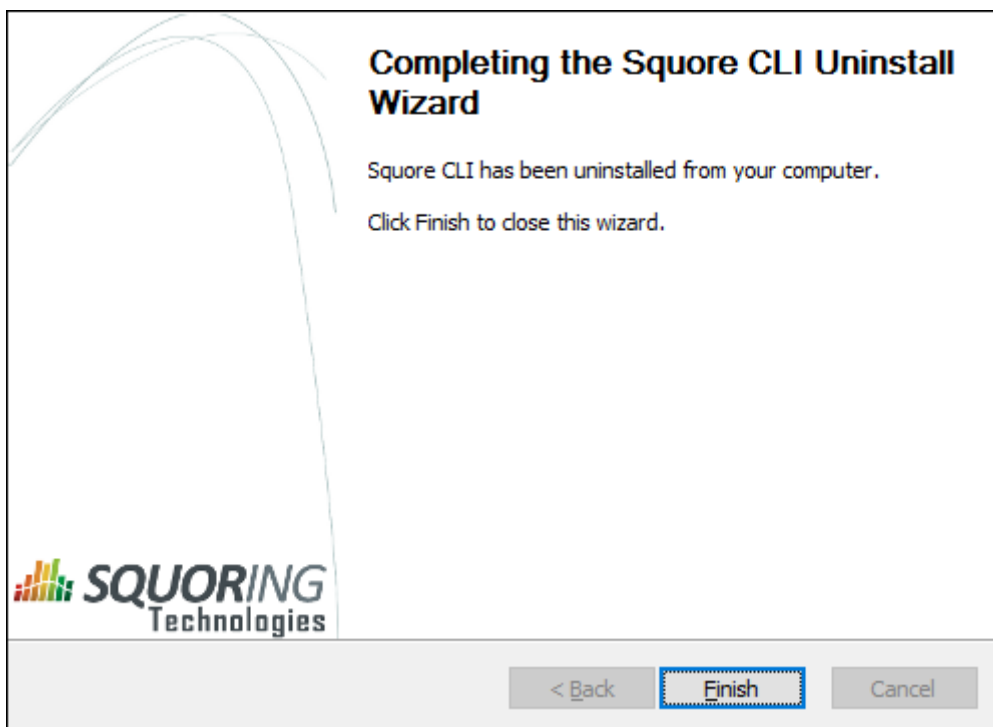 Completing the Squore CLI Uninstall
Wizard
Squore CLI has been uninstalled from your computer.
Click Finish to close this wizard.
SQUORING
Technologies
< Back
Finish
Cancel